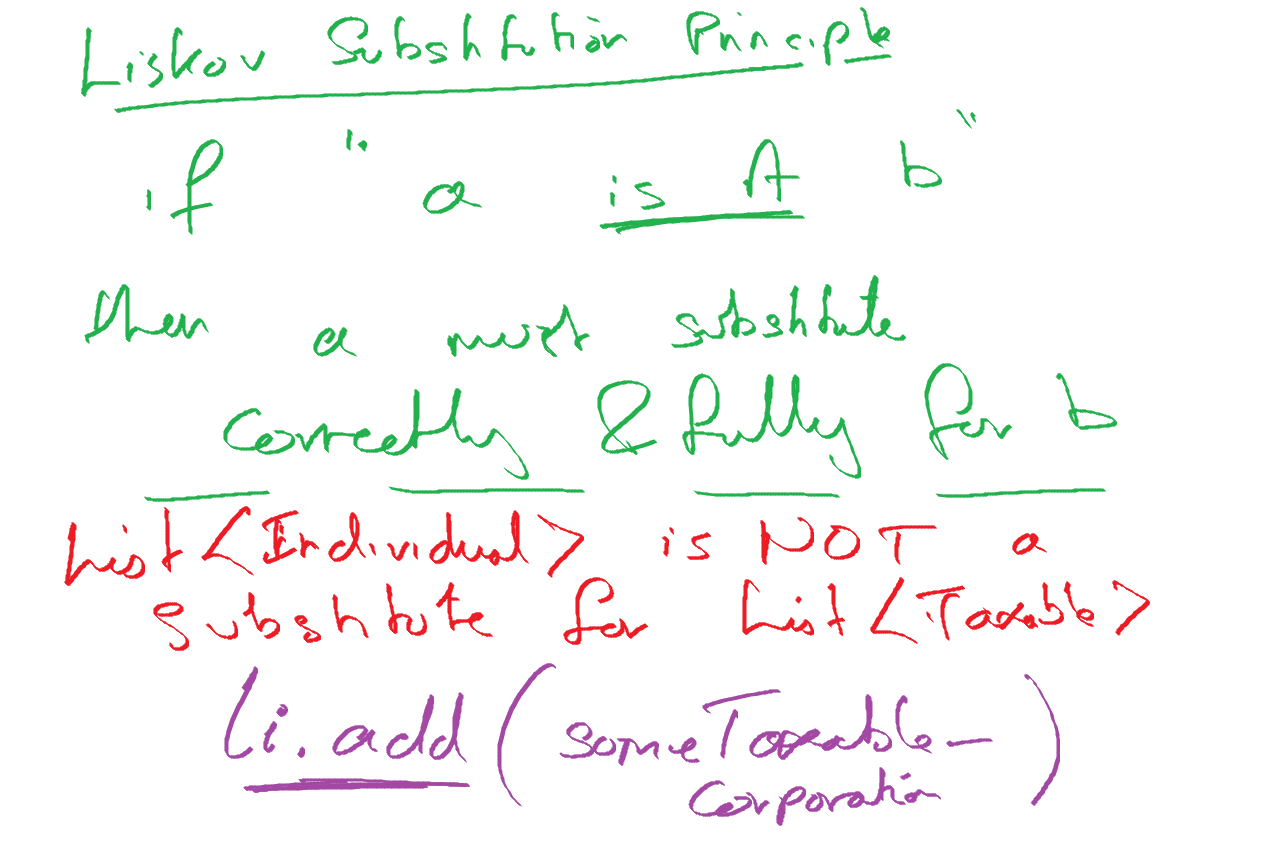 Liskov Substitution Principle
if "a is A b"
then a must substitute
correctly & fully for b
List<Individual> is NOT a
substitute for List<Taxable>
li.add(someTaxable-
Corporation)